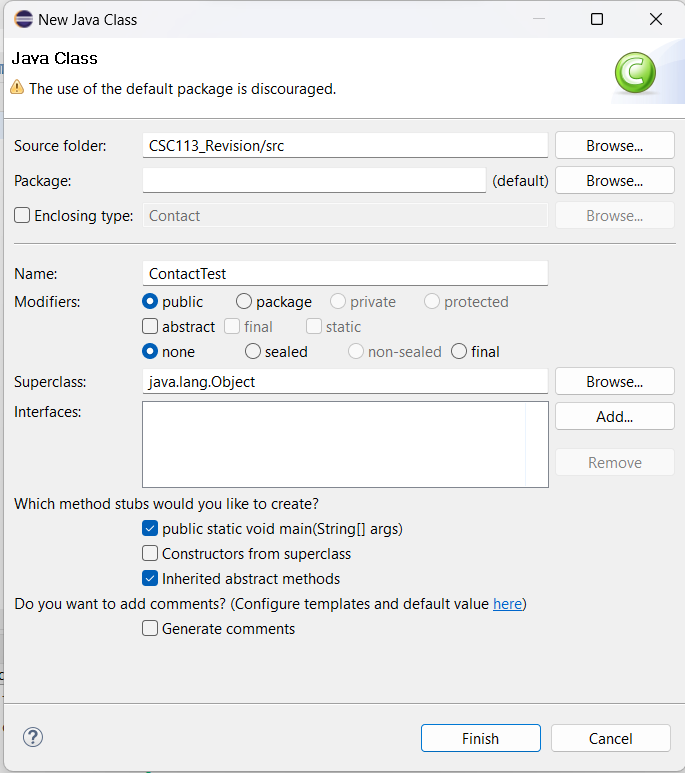 New Java Class
Java Class
The use of the default package is discouraged.
Source folder: CSC113_Revision/src Browse...
Package: (default) Browse...
Enclosing type: Contact Browse...
Name: ContactTest
Modifiers: public package private protected
abstract final static
none sealed non-sealed final
Superclass: java.lang.Object Browse...
Interfaces: Add...
Remove
Which method stubs would you like to create?
public static void main(String[] args)
Constructors from superclass
Inherited abstract methods
Do you want to add comments? (Configure templates and default value here)
Generate comments
Finish Cancel